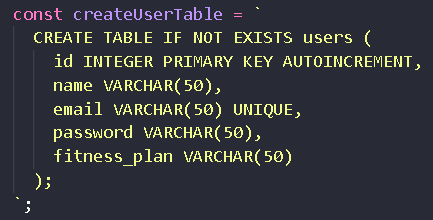 const createUserTable = `
CREATE TABLE IF NOT EXISTS users (
id INTEGER PRIMARY KEY AUTOINCREMENT,
name VARCHAR(50),
email VARCHAR(50) UNIQUE,
password VARCHAR(50),
fitness_plan VARCHAR(50)
);
`;